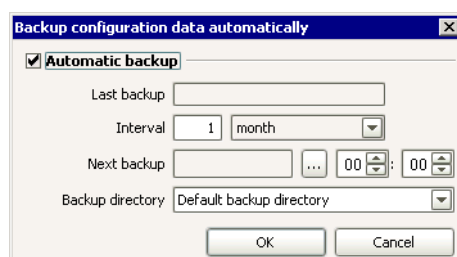 Backup configuration data automatically
Automatic backup
Last backup
Interval 1 month
Next backup ... 00 : 00
Backup directory Default backup directory
OK Cancel